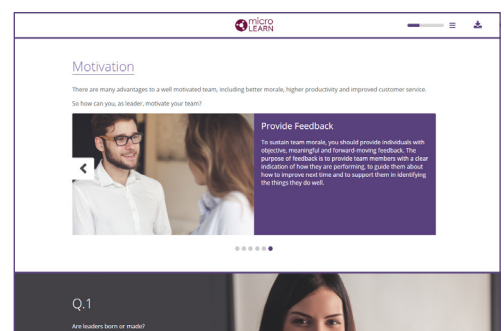 micro
LEARN
Motivation
There are many advantages to a well motivated team, including better morale, higher productivity and improved customer service.
So how can you, as leader, motivate your team?
Provide Feedback
To sustain team morale, you should provide individuals with
objective, meaningful and forward-moving feedback. The
purpose of feedback is to provide team members with a clear
indication of how they are performing, to guide them about
how to improve next time and to support them in identifying
the things they do well.
Q.1
Are leaders born or made?